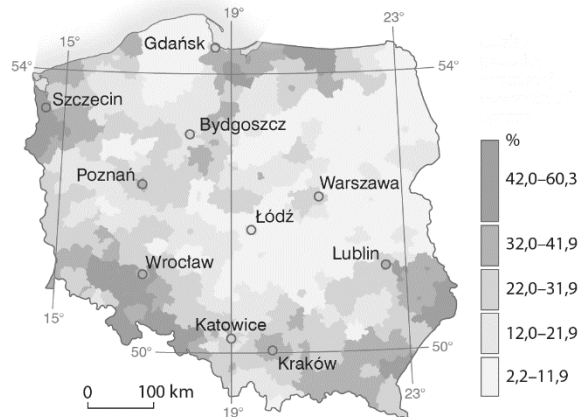 19°
23°
15°
Gdańsk
54°
54°
Szczecin
Bydgoszcz
%
42,0–60,3
Poznań
Warszawa
32,0–41,9
Łódź
Lublin
Wrocław
22,0–31,9
15°
Katowice
12,0–21,9
50°
50°
Kraków
0 100 km
23°
2,2–11,9
19°